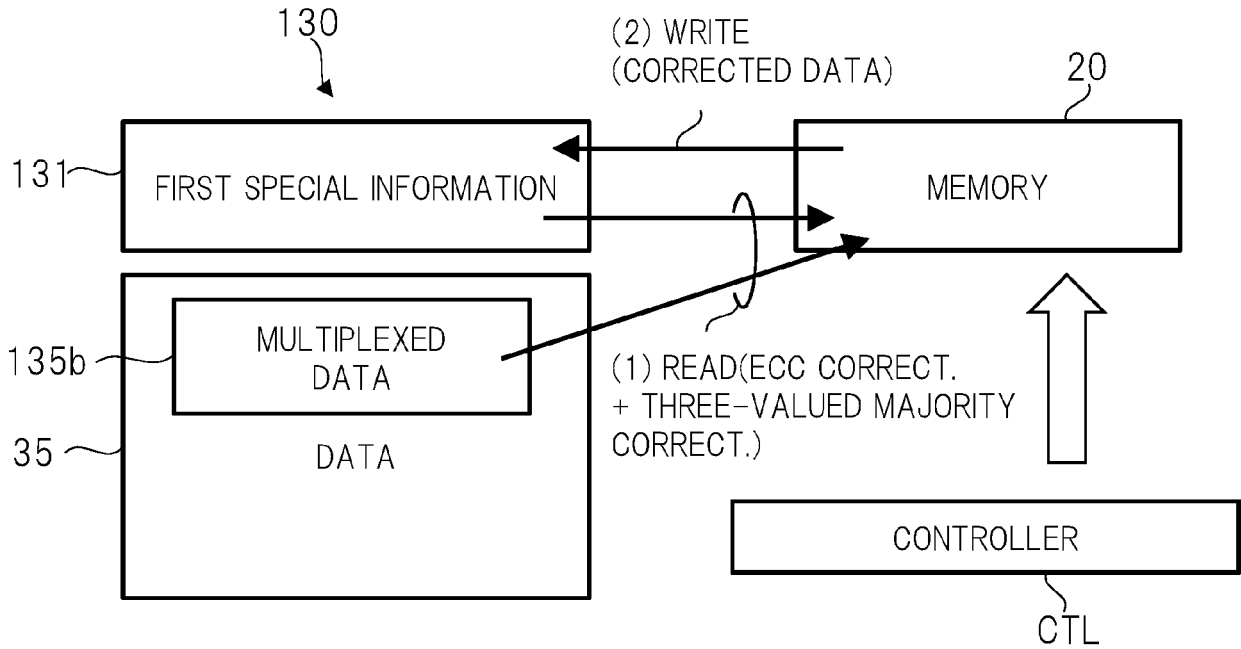 130
(2) WRITE
(CORRECTED DATA)
20
131
FIRST SPECIAL INFORMATION
MEMORY
135b
MULTIPLEXED
DATA
(1) READ(ECC CORRECT.
+ THREE-VALUED MAJORITY
CORRECT.)
35
DATA
CONTROLLER
CTL